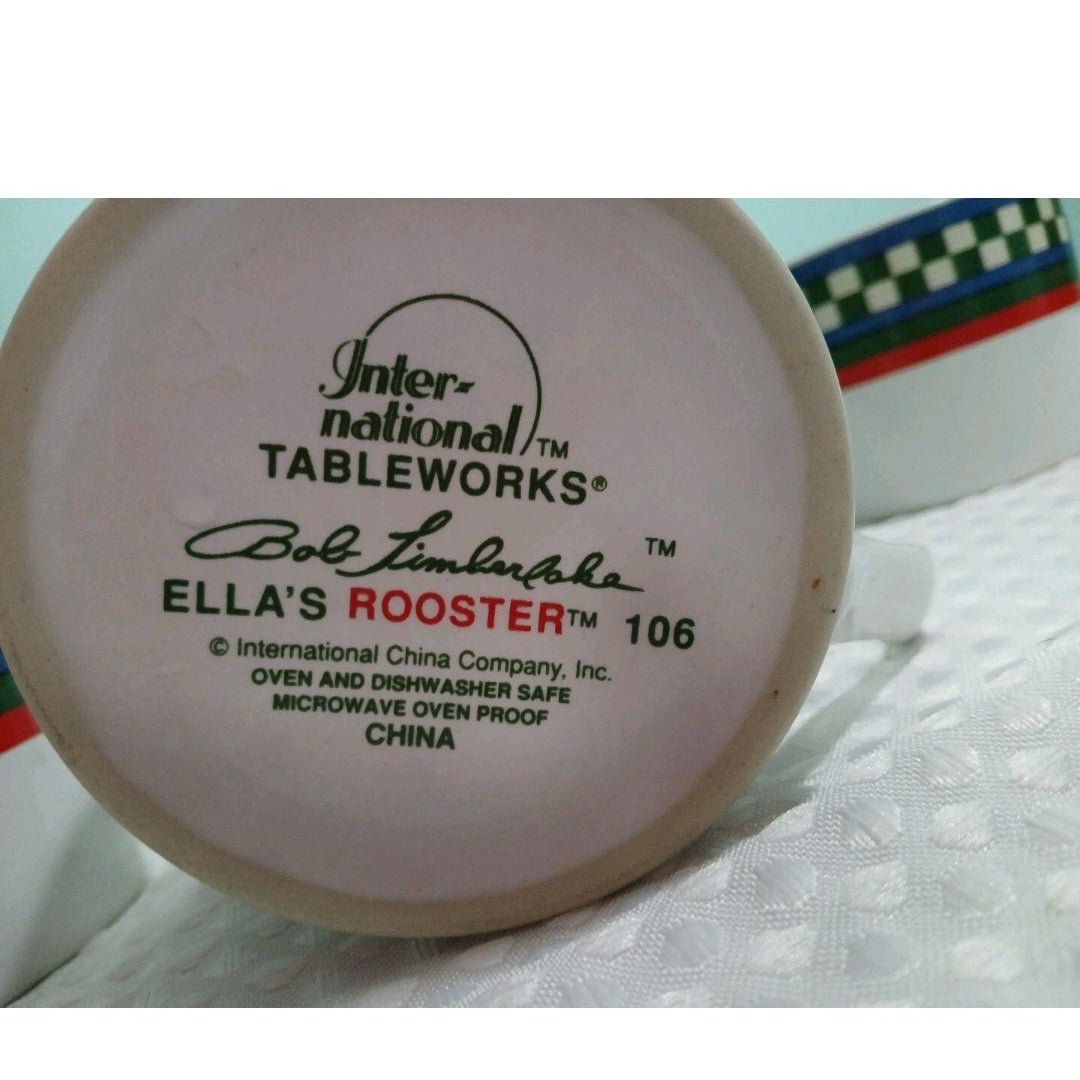 Inter-
national™
TABLEWORKS®
Bob Timberlake™
ELLA'S ROOSTER™ 106
© International China Company, Inc.
OVEN AND DISHWASHER SAFE
MICROWAVE OVEN PROOF
CHINA